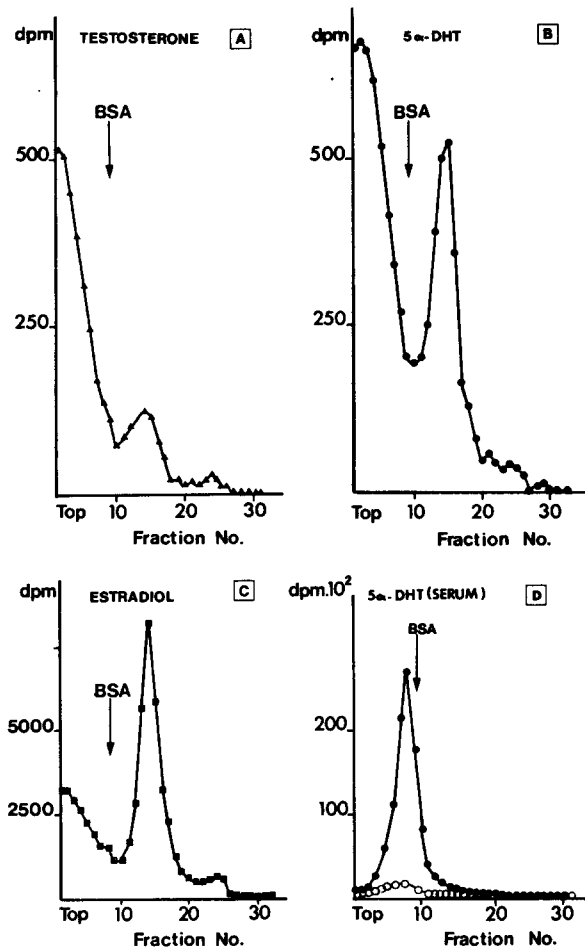 dpm TESTOSTERONE A
BSA
500
250
Top 10 20 30
Fraction No.
dpm 5α-DHT B
BSA
500
250
Top 10 20 30
Fraction No.
dpm ESTRADIOL C
BSA
5000
2500
Top 10 20 30
Fraction No.
dpm.10² 5α-DHT (SERUM) D
BSA
200
100
Top 10 20 30
Fraction No.